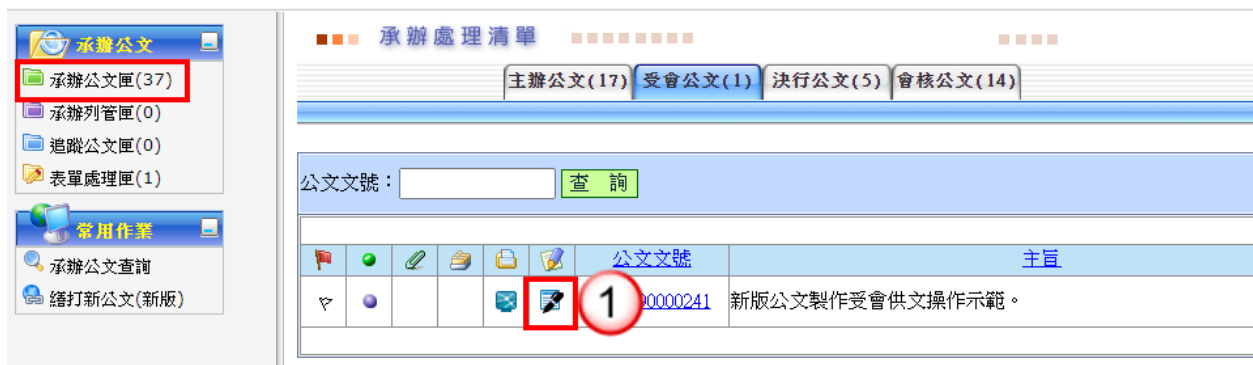 承辦公文
承辦公文匣(37)
承辦列管匣(0)
追蹤公文匣(0)
表單處理匣(1)
常用作業
承辦公文查詢
繕打新公文(新版)
承辦處理清單
主辦公文(17) 受會公文(1) 決行公文(5) 會核公文(14)
公文文號： 查 詢
公文文號 主旨
1 0000241 新版公文製作受會供文操作示範。